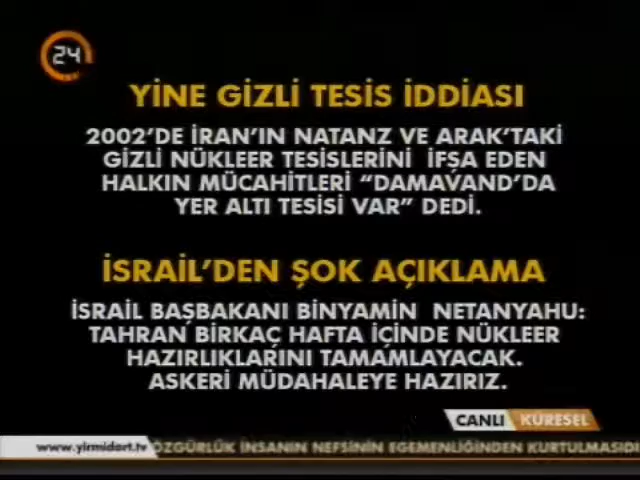 24
YİNE GİZLİ TESİS İDDİASI
2002'DE İRAN'IN NATANZ VE ARAK'TAKİ
GİZLİ NÜKLEER TESİSLERİNİ İFŞA EDEN
HALKIN MÜCAHİTLERİ “DAMAVAND'DA
YER ALTI TESİSİ VAR” DEDİ.
İSRAİL'DEN ŞOK AÇIKLAMA
İSRAİL BAŞBAKANI BİNYAMİN NETANYAHU:
TAHRAN BİRKAÇ HAFTA İÇİNDE NÜKLEER
HAZIRLIKLARINI TAMAMLAYACAK.
ASKERİ MÜDAHALEYE HAZIRIZ.
CANLI KÜRESEL
www.yirmidort.tv ÖZGÜRLÜK İNSANIN NEFSİNİN EGEMENLİĞİNDEN KURTULMASIDI